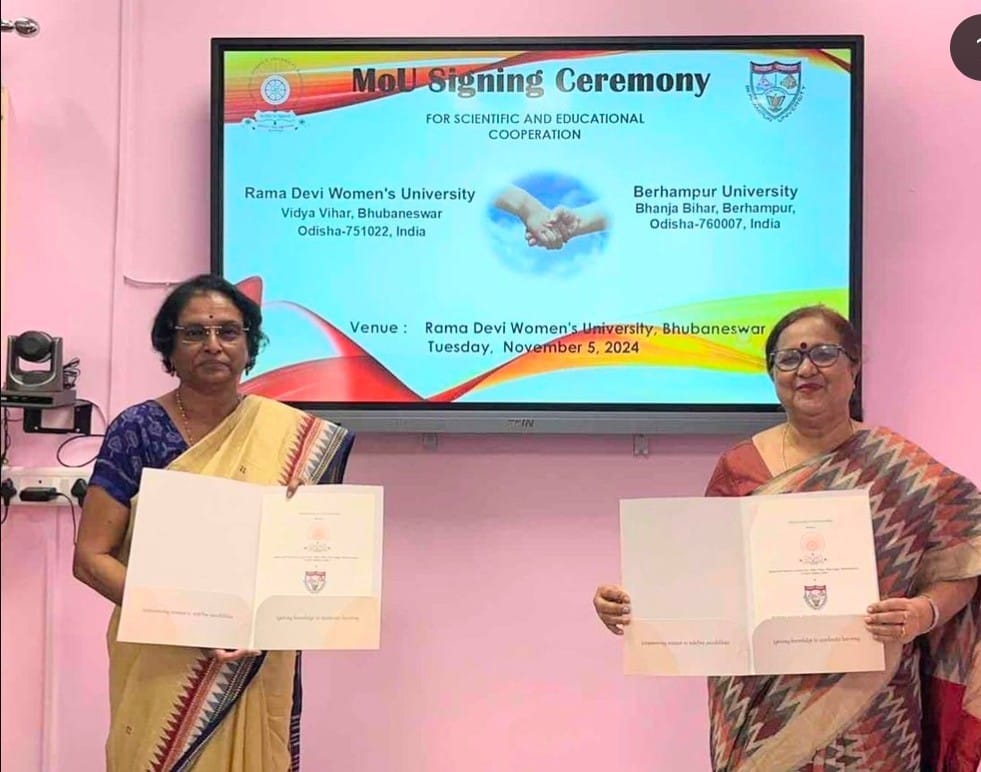 MoU Signing Ceremony
FOR SCIENTIFIC AND EDUCATIONAL
COOPERATION
Rama Devi Women's University
Vidya Vihar, Bhubaneswar
Odisha-751022, India
Berhampur University
Bhanja Bihar, Berhampur,
Odisha-760007, India
Venue : Rama Devi Women's University, Bhubaneswar
Tuesday, November 5, 2024